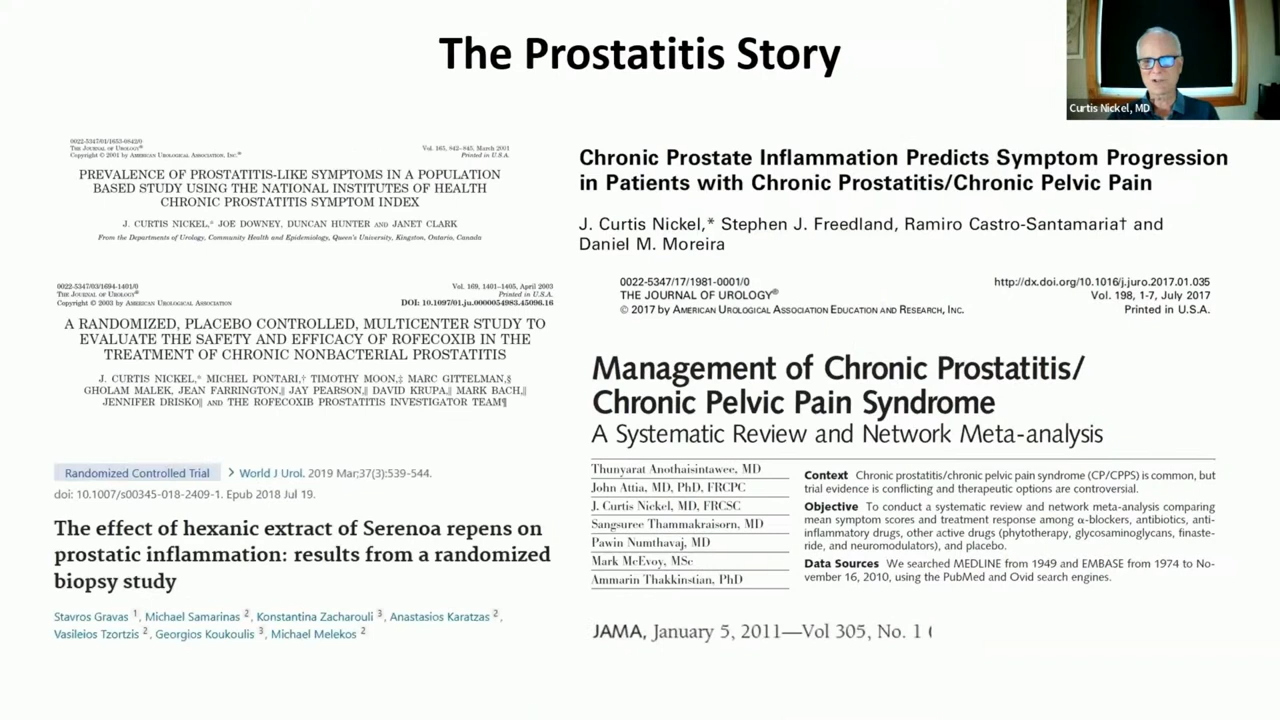 The Prostatitis Story
Curtis Nickel, MD
0022-5347/01/1653-0842/0
THE JOURNAL OF UROLOGY®
Vol. 165, 842–845, March 2001
Copyright © 2001 by AMERICAN UROLOGICAL ASSOCIATION, INC.®
Printed in U.S.A.
PREVALENCE OF PROSTATITIS-LIKE SYMPTOMS IN A POPULATION
BASED STUDY USING THE NATIONAL INSTITUTES OF HEALTH
CHRONIC PROSTATITIS SYMPTOM INDEX
J. CURTIS NICKEL,* JOE DOWNEY, DUNCAN HUNTER AND JANET CLARK
From the Departments of Urology, Community Health and Epidemiology, Queen's University, Kingston, Ontario, Canada
0022-5347/03/1694-1401/0
THE JOURNAL OF UROLOGY®
Copyright © 2003 by AMERICAN UROLOGICAL ASSOCIATION
Vol. 169, 1401–1405, April 2003
Printed in U.S.A.
DOI: 10.1097/01.ju.0000054983.45096.16
A RANDOMIZED, PLACEBO CONTROLLED, MULTICENTER STUDY TO
EVALUATE THE SAFETY AND EFFICACY OF ROFECOXIB IN THE
TREATMENT OF CHRONIC NONBACTERIAL PROSTATITIS
J. CURTIS NICKEL,* MICHEL PONTARI,† TIMOTHY MOON,‡ MARC GITTELMAN,§
GHOLAM MALEK, JEAN FARRINGTON,‖ JAY PEARSON,‖ DAVID KRUPA,‖ MARK BACH,‖
JENNIFER DRISKO‖ AND THE ROFECOXIB PROSTATITIS INVESTIGATOR TEAM¶
Randomized Controlled Trial > World J Urol. 2019 Mar;37(3):539-544.
doi: 10.1007/s00345-018-2409-1. Epub 2018 Jul 19.
The effect of hexanic extract of Serenoa repens on
prostatic inflammation: results from a randomized
biopsy study
Stavros Gravas 1, Michael Samarinas 2, Konstantina Zacharouli 3, Anastasios Karatzas 2,
Vasileios Tzortzis 2, Georgios Koukoulis 3, Michael Melekos 2
Chronic Prostate Inflammation Predicts Symptom Progression
in Patients with Chronic Prostatitis/Chronic Pelvic Pain
J. Curtis Nickel,* Stephen J. Freedland, Ramiro Castro-Santamaria† and
Daniel M. Moreira
0022-5347/17/1981-0001/0
THE JOURNAL OF UROLOGY®
© 2017 by AMERICAN UROLOGICAL ASSOCIATION EDUCATION AND RESEARCH, INC.
http://dx.doi.org/10.1016/j.juro.2017.01.035
Vol. 198, 1-7, July 2017
Printed in U.S.A.
Management of Chronic Prostatitis/
Chronic Pelvic Pain Syndrome
A Systematic Review and Network Meta-analysis
Thunyarat Anothaisintawee, MD
John Attia, MD, PhD, FRCPC
J. Curtis Nickel, MD, FRCSC
Sangsuree Thammakraisorn, MD
Pawin Numthavaj, MD
Mark McEvoy, MSc
Ammarin Thakkinstian, PhD
Context Chronic prostatitis/chronic pelvic pain syndrome (CP/CPPS) is common, but
trial evidence is conflicting and therapeutic options are controversial.
Objective To conduct a systematic review and network meta-analysis comparing
mean symptom scores and treatment response among α-blockers, antibiotics, anti-
inflammatory drugs, other active drugs (phytotherapy, glycosaminoglycans, finaste-
ride, and neuromodulators), and placebo.
Data Sources We searched MEDLINE from 1949 and EMBASE from 1974 to No-
vember 16, 2010, using the PubMed and Ovid search engines.
JAMA, January 5, 2011—Vol 305, No. 1 (